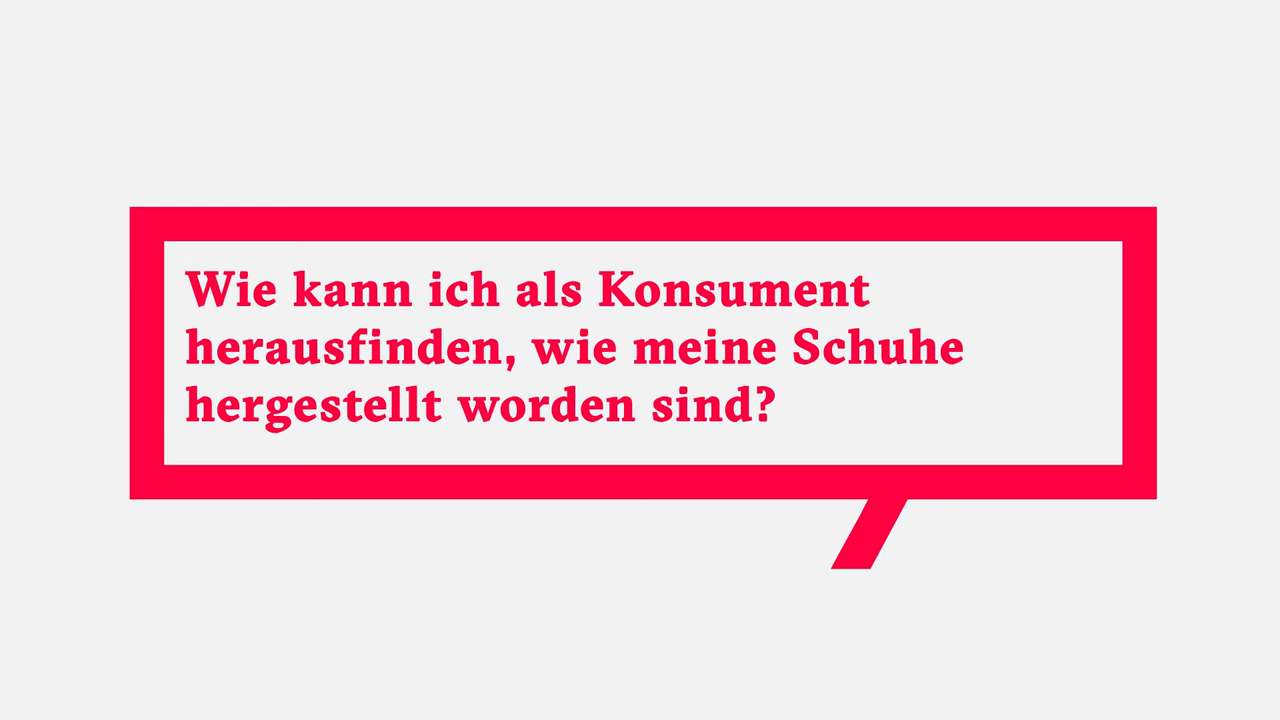 Wie kann ich als Konsument
herausfinden, wie meine Schuhe
hergestellt worden sind?